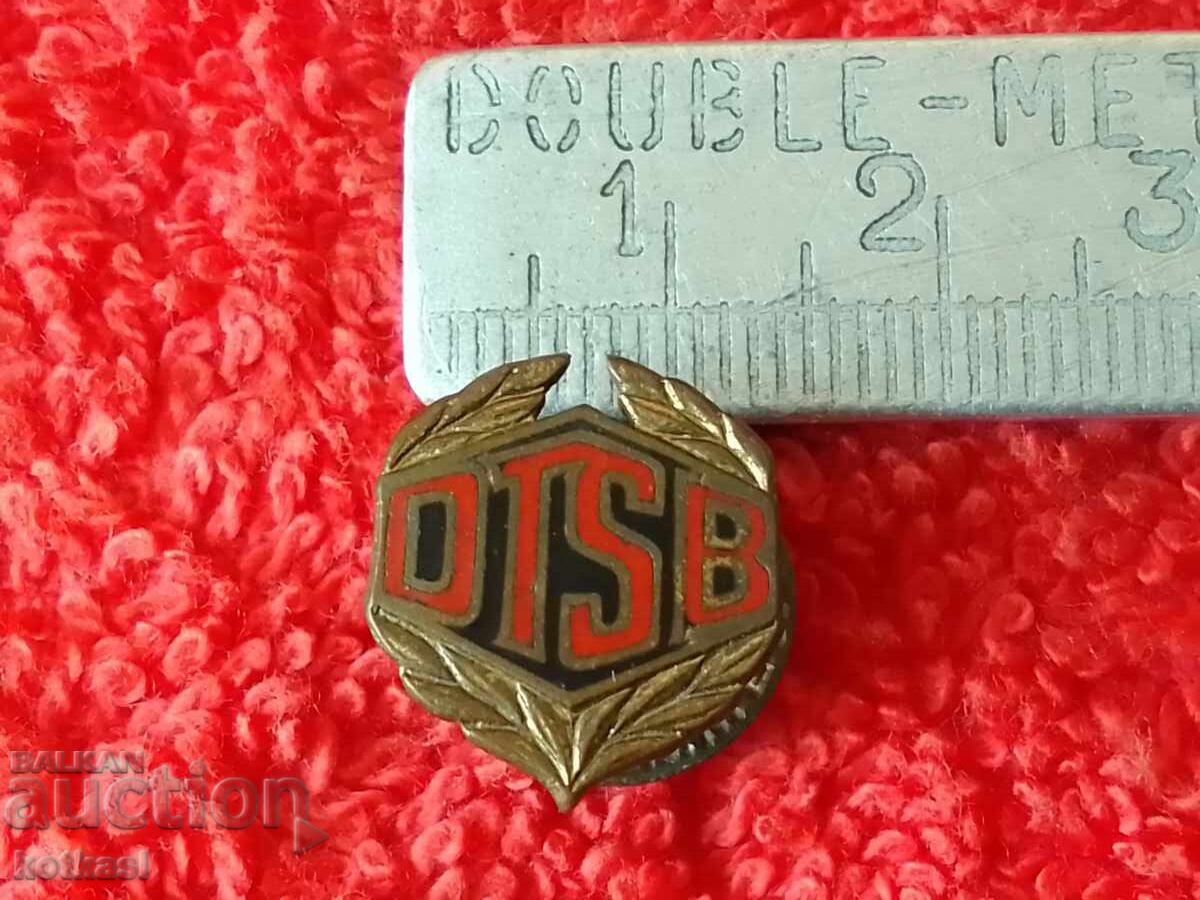 DOUBLE-MET
1 2 3
DTSB
BALKAN
auction
kotkasl